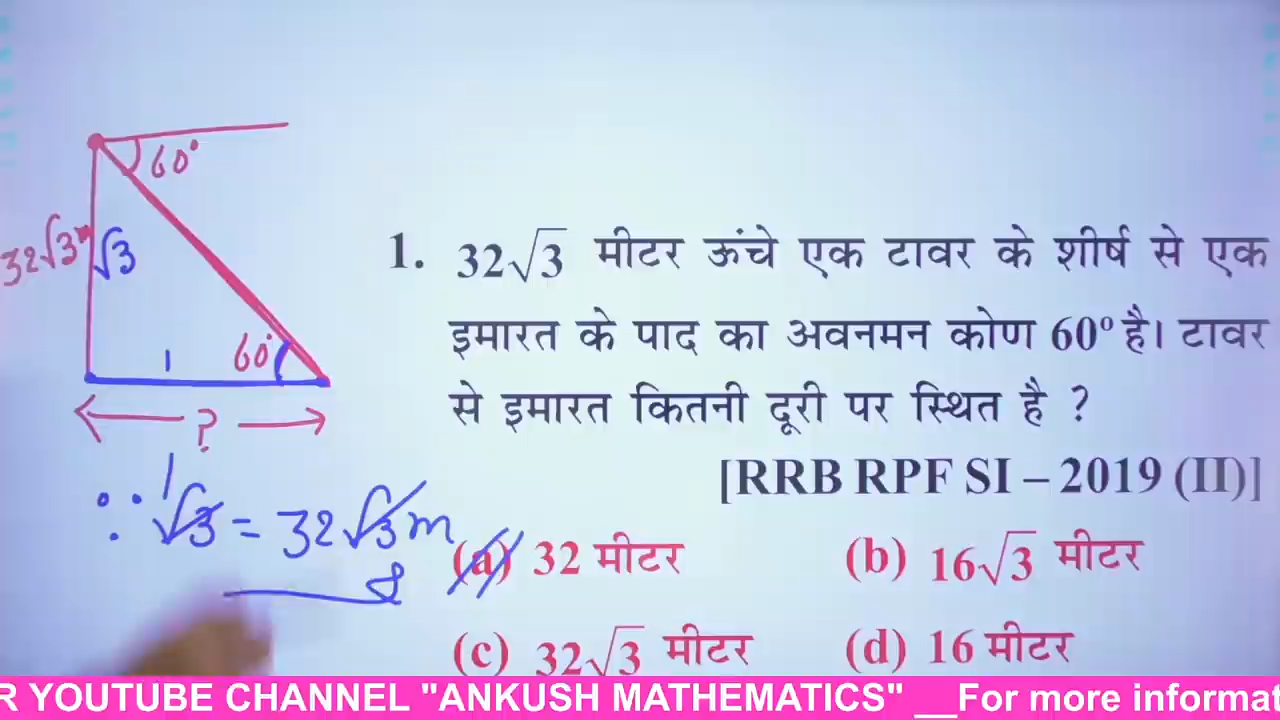 60°
32√3 m
√3
1
60°
?
∵ √3 = 32√3 m
1
1. 32√3 मीटर ऊंचे एक टावर के शीर्ष से एक
इमारत के पाद का अवनमन कोण 60° है। टावर
से इमारत कितनी दूरी पर स्थित है ?
[RRB RPF SI – 2019 (II)]
(a) 32 मीटर
(b) 16√3 मीटर
(c) 32√3 मीटर
(d) 16 मीटर
R YOUTUBE CHANNEL "ANKUSH MATHEMATICS" __For more informat